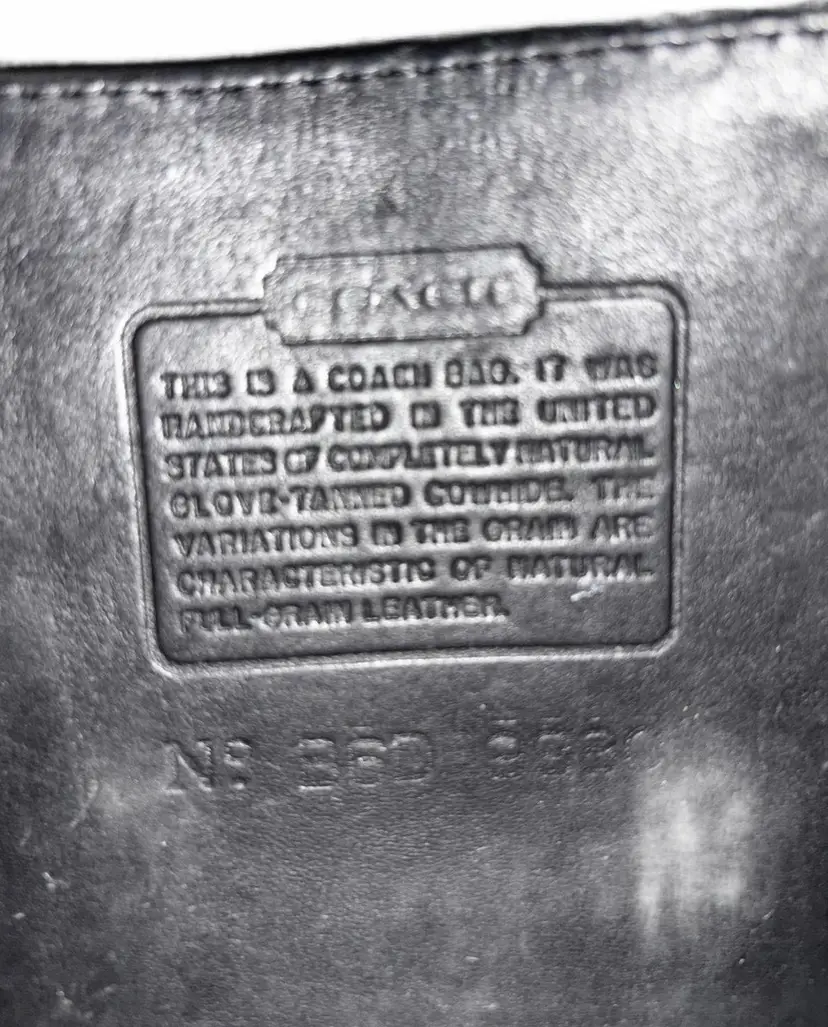 COACH
THIS IS A COACH BAG. IT WAS
HANDCRAFTED IN THE UNITED
STATES OF COMPLETELY NATURAL
GLOVE-TANNED COWHIDE. THE
VARIATIONS IN THE GRAIN ARE
CHARACTERISTIC OF NATURAL
FULL-GRAIN LEATHER.
Nº